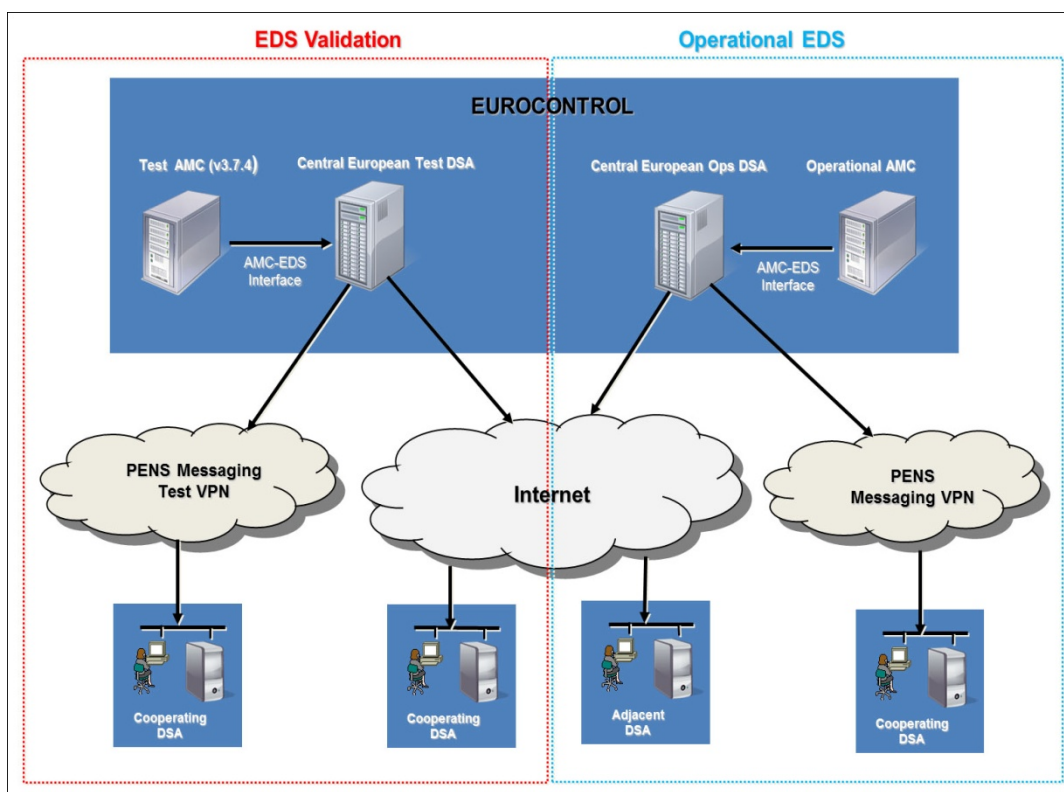 EDS Validation
Operational EDS
EUROCONTROL
Test AMC (v3.7.4)
Central European Test DSA
Central European Ops DSA
Operational AMC
AMC-EDS
Interface
AMC-EDS
Interface
PENS Messaging
Test VPN
Internet
PENS
Messaging VPN
Cooperating
DSA
Cooperating
DSA
Adjacent
DSA
Cooperating
DSA